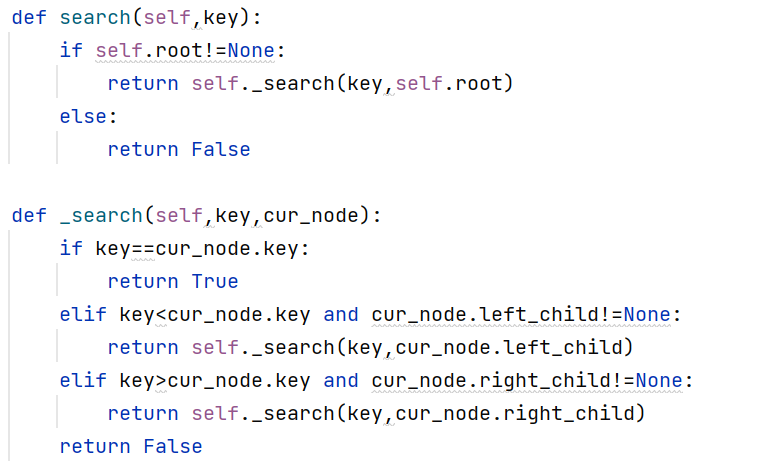 def search(self,key):
    if self.root!=None:
        return self._search(key,self.root)
    else:
        return False

def _search(self,key,cur_node):
    if key==cur_node.key:
        return True
    elif key<cur_node.key and cur_node.left_child!=None:
        return self._search(key,cur_node.left_child)
    elif key>cur_node.key and cur_node.right_child!=None:
        return self._search(key,cur_node.right_child)
    return False